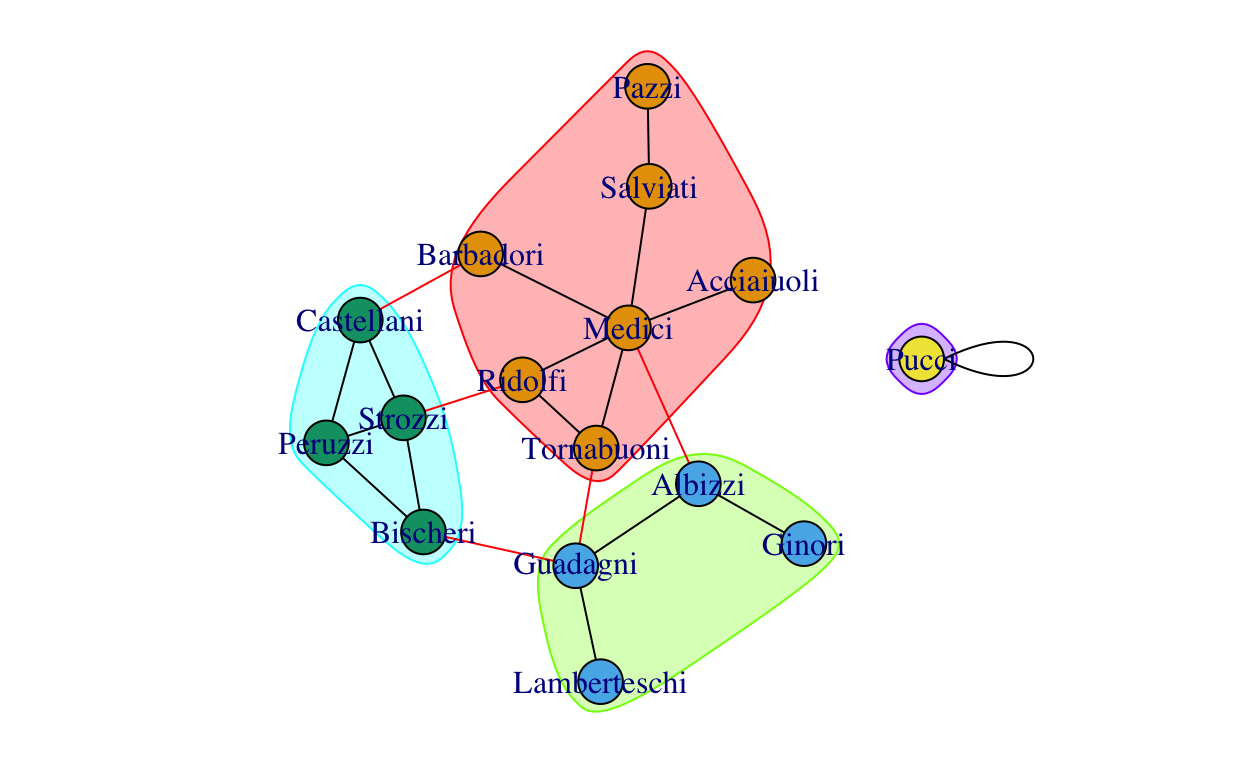 Pazzi
Salviati
Barbadori
Acciaiuoli
Castellani
Medici
Pucci
Ridolfi
Strozzi
Peruzzi
Tornabuoni
Albizzi
Bischeri
Ginori
Guadagni
Lamberteschi